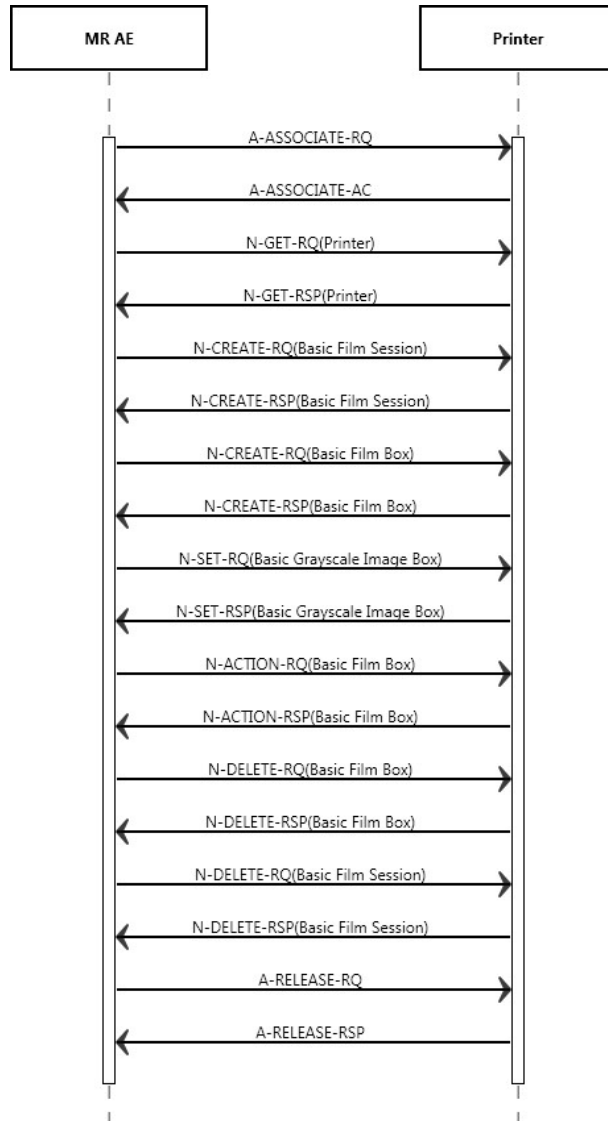 MR AE
Printer
A-ASSOCIATE-RQ
A-ASSOCIATE-AC
N-GET-RQ(Printer)
N-GET-RSP(Printer)
N-CREATE-RQ(Basic Film Session)
N-CREATE-RSP(Basic Film Session)
N-CREATE-RQ(Basic Film Box)
N-CREATE-RSP(Basic Film Box)
N-SET-RQ(Basic Grayscale Image Box)
N-SET-RSP(Basic Grayscale Image Box)
N-ACTION-RQ(Basic Film Box)
N-ACTION-RSP(Basic Film Box)
N-DELETE-RQ(Basic Film Box)
N-DELETE-RSP(Basic Film Box)
N-DELETE-RQ(Basic Film Session)
N-DELETE-RSP(Basic Film Session)
A-RELEASE-RQ
A-RELEASE-RSP